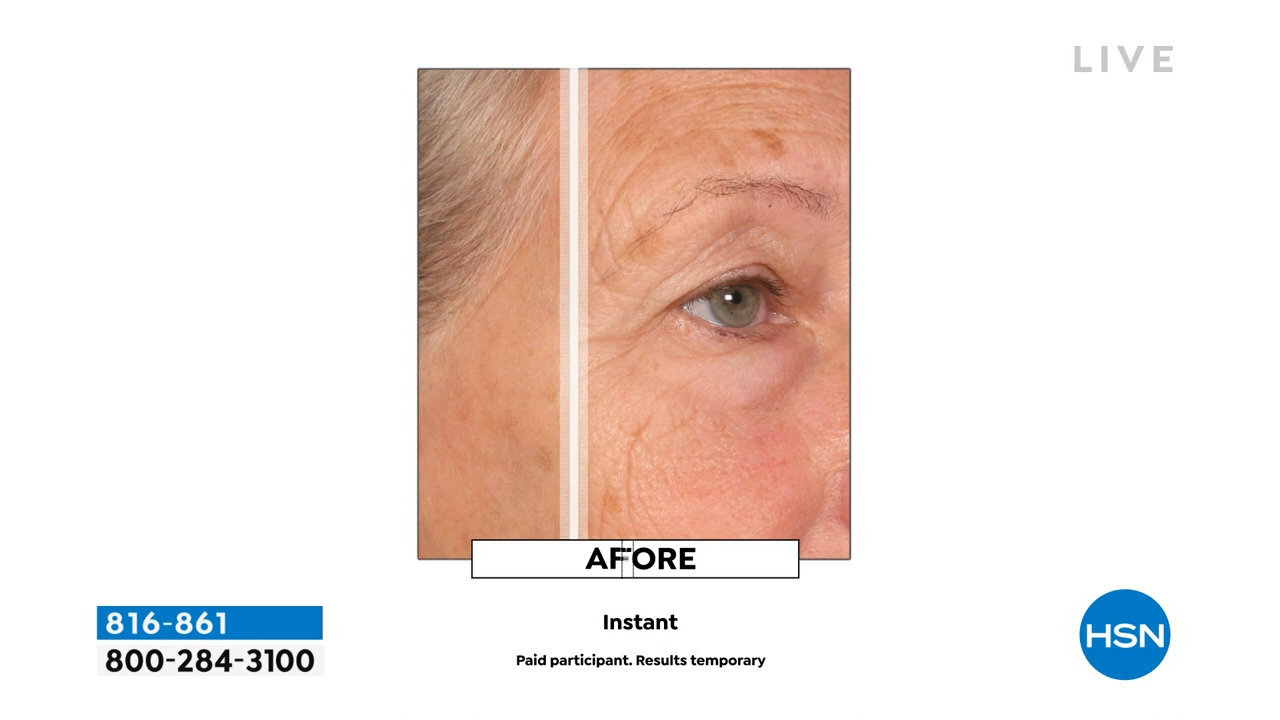 LIVE
AFORE
816-861
Instant
800-284-3100
Paid participant. Results temporary
HSN